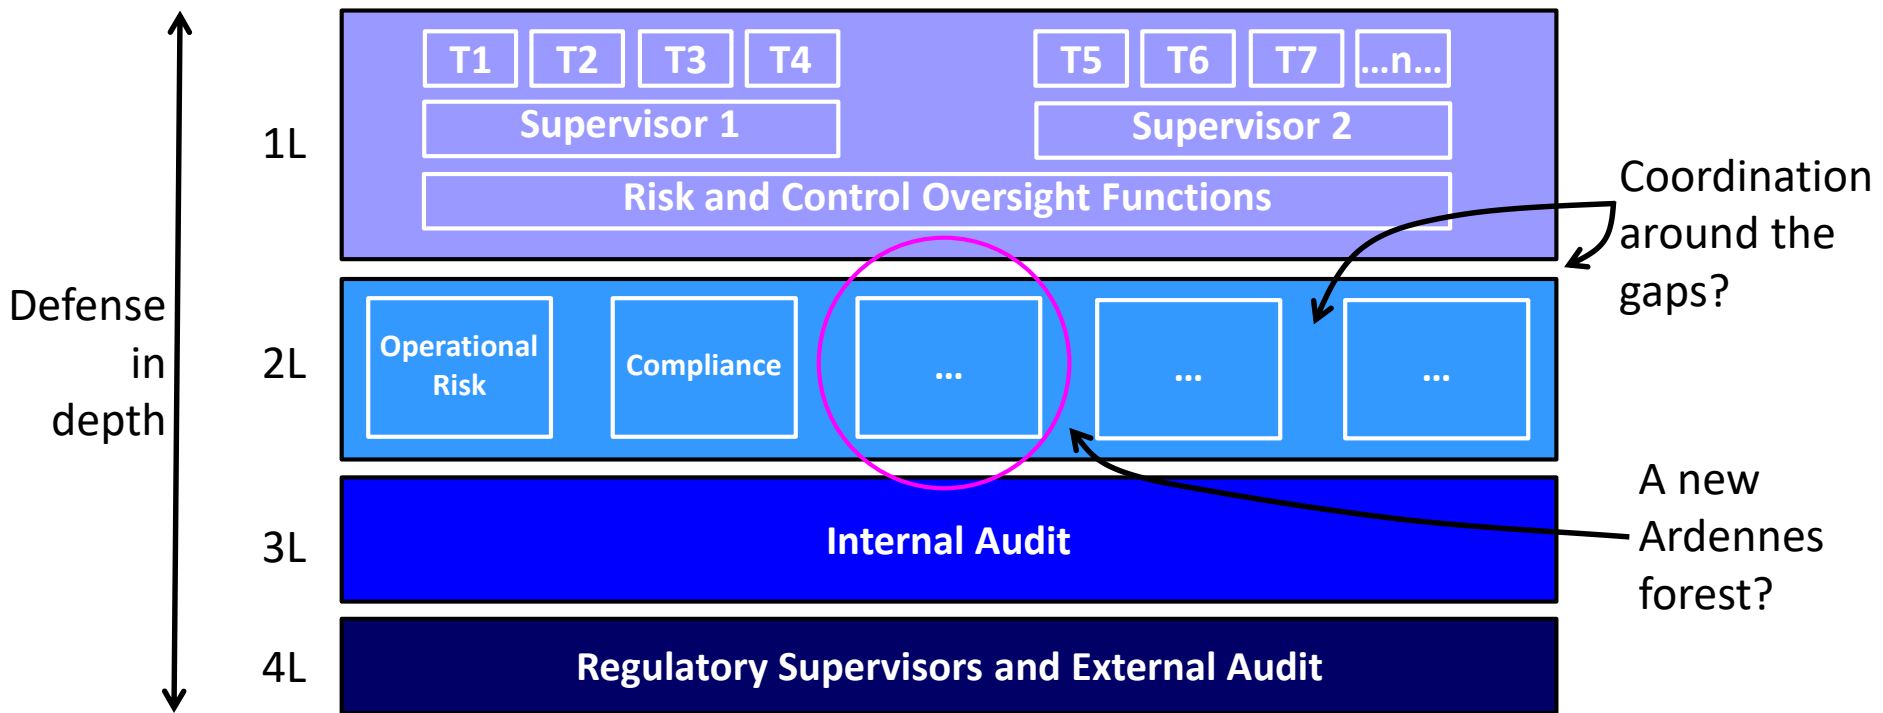 T1 T2 T3 T4 T5 T6 T7 ...n...
Supervisor 1 Supervisor 2
Risk and Control Oversight Functions
1L
Coordination
around the
gaps?
Defense
in
depth
2L
Operational
Risk
Compliance
...
...
...
3L
Internal Audit
A new
Ardennes
forest?
4L
Regulatory Supervisors and External Audit